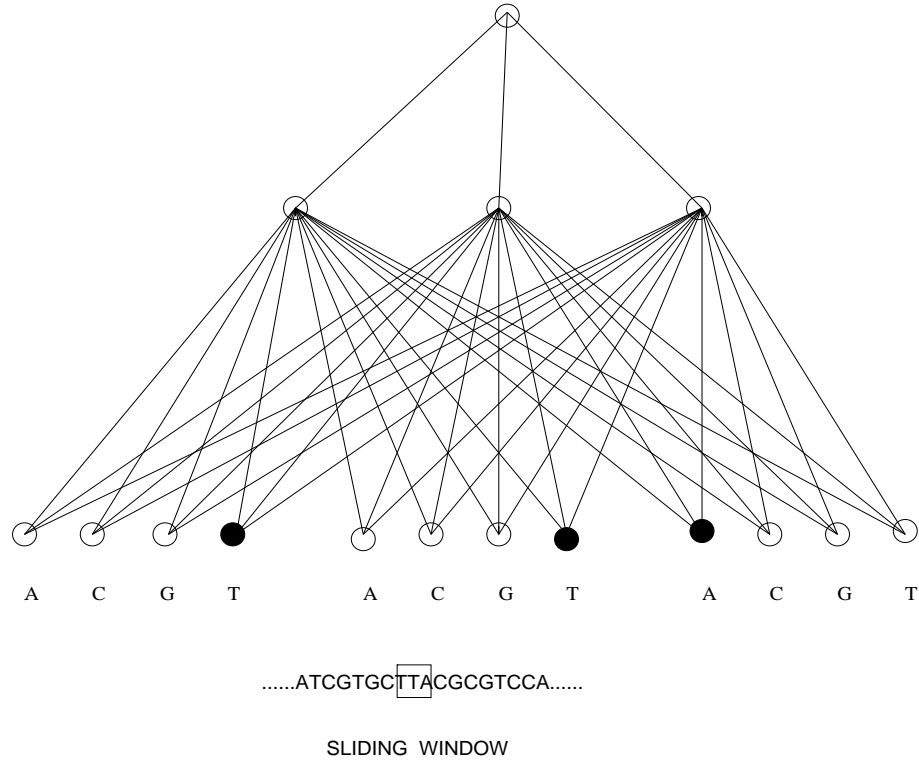 A C G T A C G T A C G T
......ATCGTGCTTACGCGTCCA......
SLIDING WINDOW